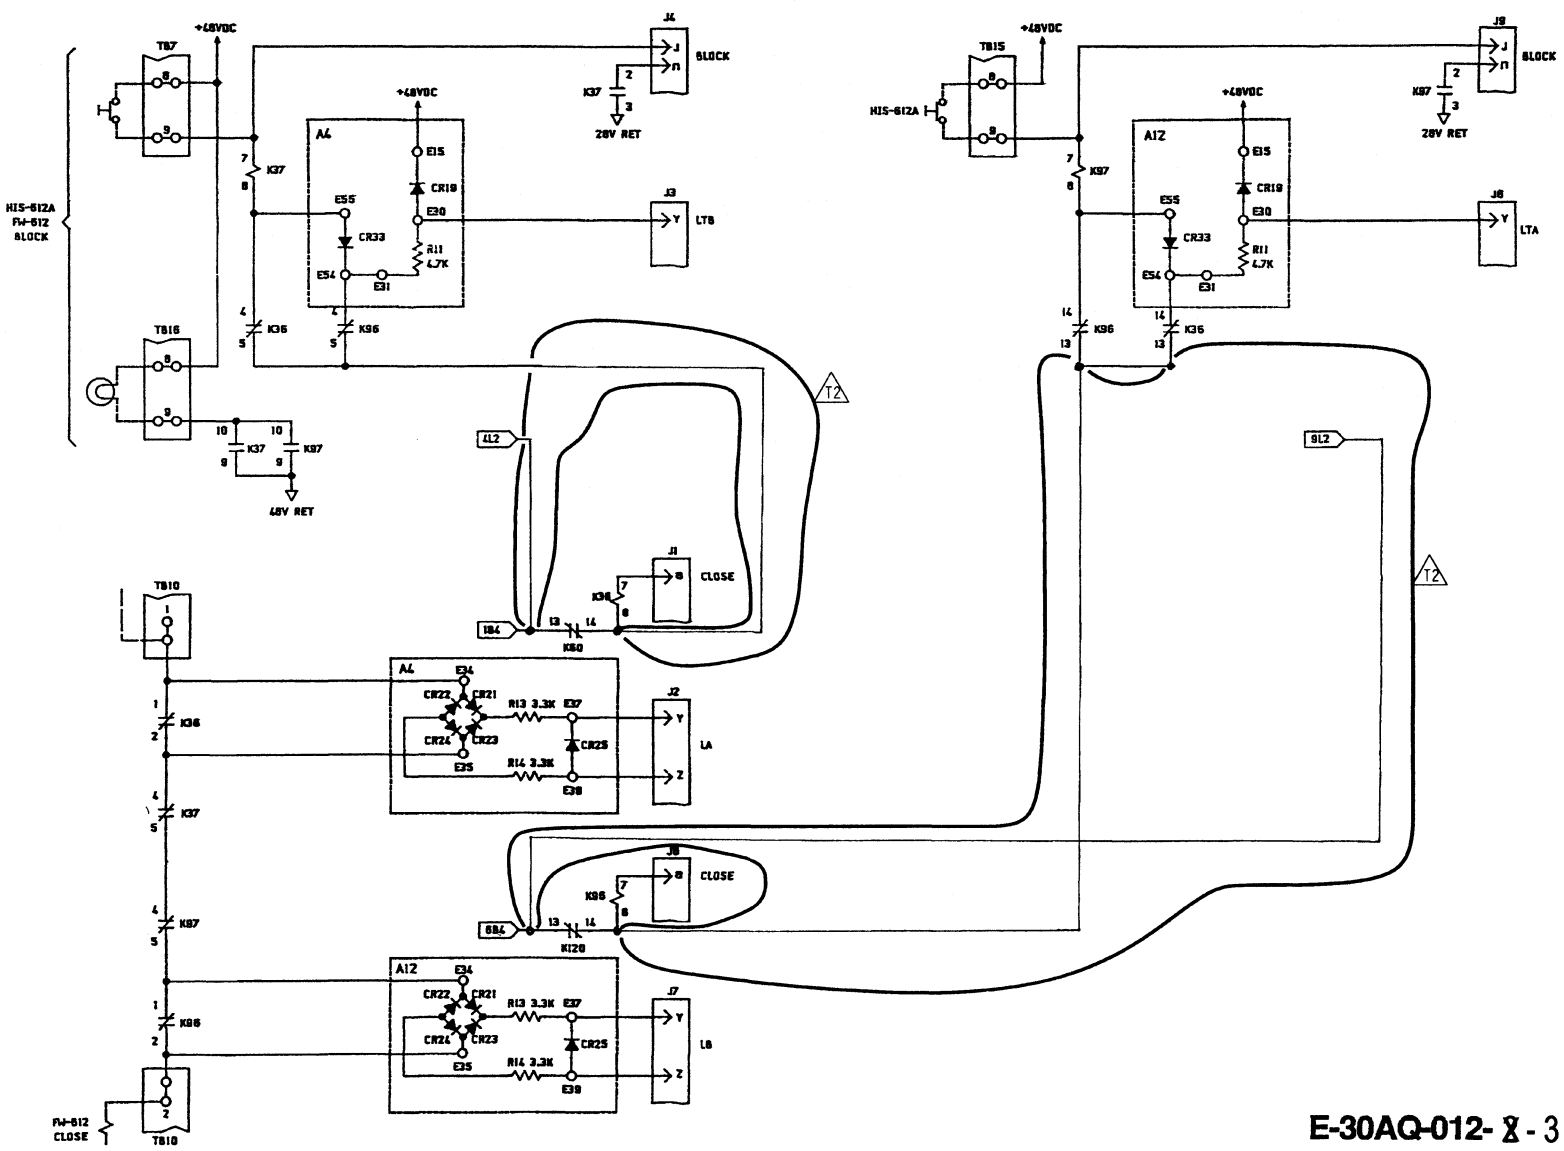 +48VDC
TB7
8
9
7
K37
8
HIS-612A
FW-612
BLOCK
TB16
8
9
10
K37
9
10
K97
9
48V RET
4
K36
5
A4
+48VDC
E15
CR19
E30
R11
4.7K
E55
CR33
E54
E31
4
K96
5
J4
J
n
BLOCK
K37
2
3
28V RET
J3
Y
LTB
+48VDC
TB15
8
9
HIS-612A
7
K97
8
A12
+48VDC
E15
CR19
E30
R11
4.7K
E55
CR33
E54
E31
14
K96
13
14
K36
13
J9
J
n
BLOCK
K97
2
3
28V RET
J8
Y
LTA
T2
4L2
9L2
T2
J1
a
CLOSE
7
K36
8
1B4
13
14
K60
TB10
1
1
K36
2
4
K37
5
4
K97
5
1
K96
2
2
TB10
FW-612
CLOSE
A4
E34
CR22
CR21
CR24
CR23
E35
R13 3.3K
E37
CR25
R14 3.3K
E39
J2
Y
Z
LA
J6
a
CLOSE
7
K96
8
6B4
13
14
K120
A12
E34
CR22
CR21
CR24
CR23
E35
R13 3.3K
E37
CR25
R14 3.3K
E39
J7
Y
Z
LB
E-30AQ-012- - 3